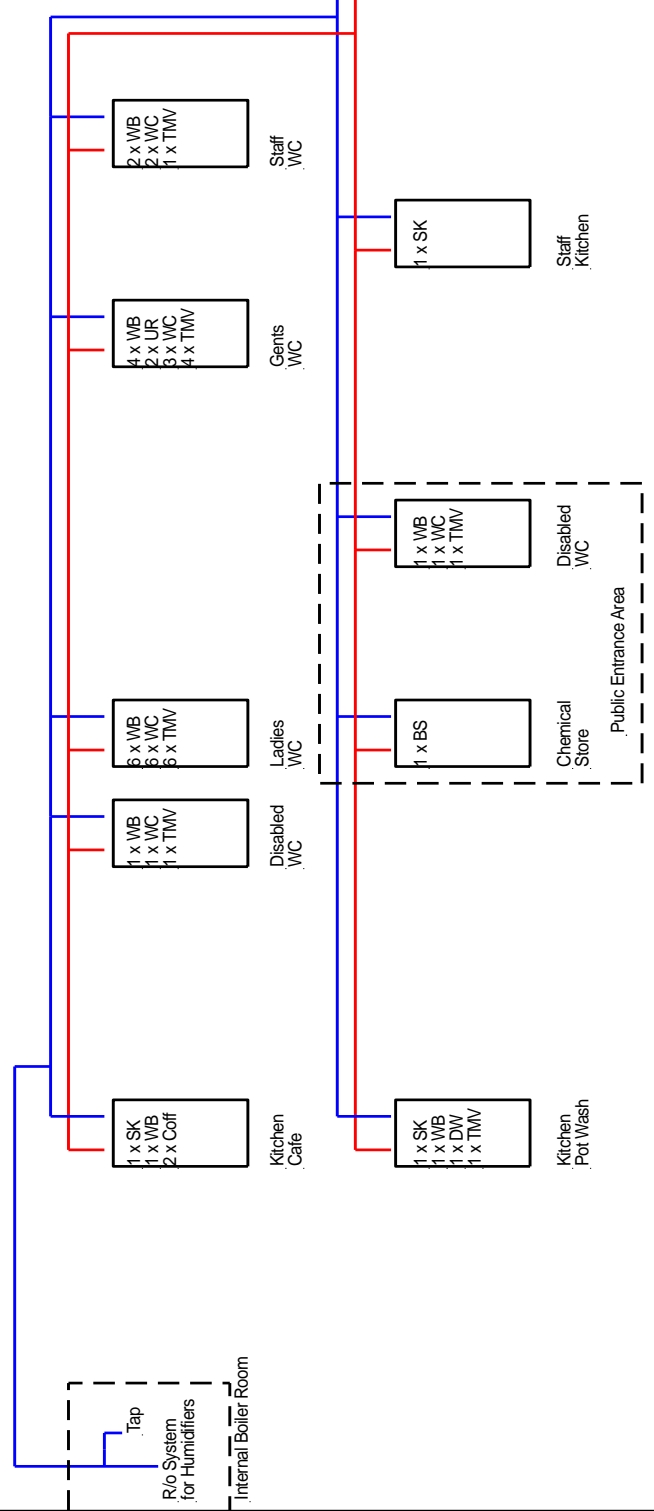 Tap
R/o System
for Humidifiers
Internal Boiler Room
1 x SK
1 x WB
2 x Coff
Kitchen
Cafe
1 x WB
1 x WC
1 x TMV
Disabled
WC
6 x WB
6 x WC
6 x TMV
Ladies
WC
4 x WB
2 x UR
3 x WC
4 x TMV
Gents
WC
2 x WB
2 x WC
1 x TMV
Staff
WC
1 x SK
1 x WB
1 x DW
1 x TMV
Kitchen
Pot Wash
1 x BS
Chemical
Store
1 x WB
1 x WC
1 x TMV
Disabled
WC
Public Entrance Area
1 x SK
Staff
Kitchen